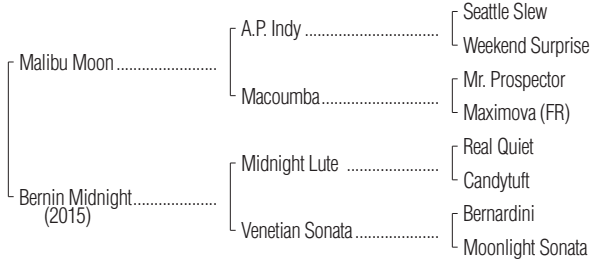 Seattle Slew
A.P. Indy ..............................
Weekend Surprise
Malibu Moon ........................
Mr. Prospector
Macoumba ............................
Maximova (FR)
Real Quiet
Midnight Lute ......................
Candytuft
Bernin Midnight....................
(2015)
Bernardini
Venetian Sonata ....................
Moonlight Sonata